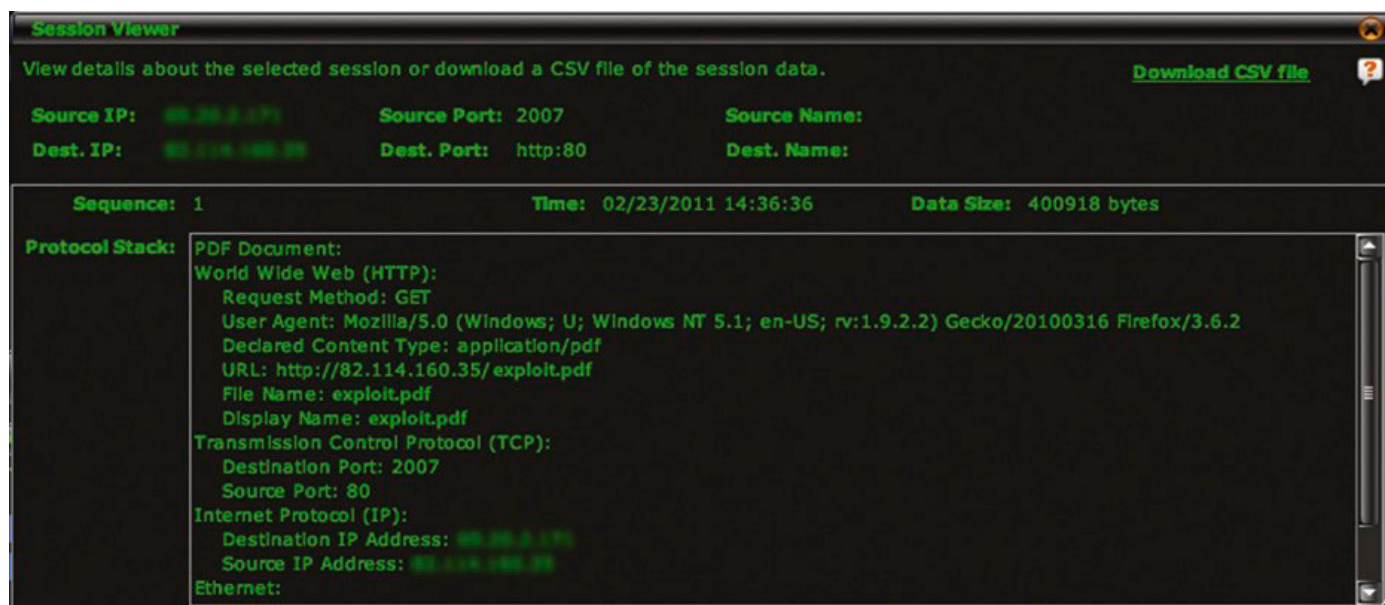 Session Viewer
View details about the selected session or download a CSV file of the session data. Download CSV file
Source IP: Source Port: 2007 Source Name:
Dest. IP: Dest. Port: http:80 Dest. Name:
Sequence: 1 Time: 02/23/2011 14:36:36 Data Size: 400918 bytes
Protocol Stack: PDF Document:
World Wide Web (HTTP):
Request Method: GET
User Agent: Mozilla/5.0 (Windows; U; Windows NT 5.1; en-US; rv:1.9.2.2) Gecko/20100316 Firefox/3.6.2
Declared Content Type: application/pdf
URL: http://82.114.160.35/exploit.pdf
File Name: exploit.pdf
Display Name: exploit.pdf
Transmission Control Protocol (TCP):
Destination Port: 2007
Source Port: 80
Internet Protocol (IP):
Destination IP Address:
Source IP Address:
Ethernet: